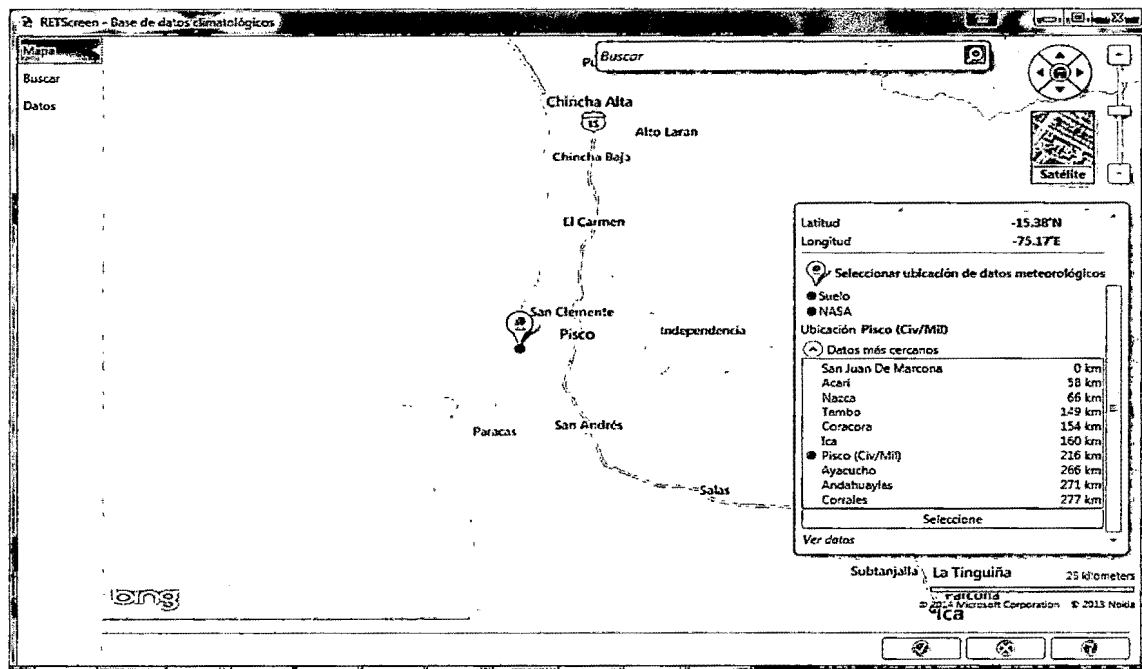 RETScreen - Base de datos climatológicos
Mapa
Buscar
Datos
Buscar
Chincha Alta
15
Alto Laran
Chincha Baja
El Carmen
San Clemente
Pisco
Independencia
Paracas
San Andrés
Salas
Satélite
Latitud -15.38°N
Longitud -75.17°E
Seleccionar ubicación de datos meteorológicos
Suelo
NASA
Ubicación Pisco (Civ/Mil)
Datos más cercanos
San Juan De Marcona 0 km
Acari 58 km
Nazca 66 km
Tambo 149 km
Coracora 154 km
Ica 160 km
Pisco (Civ/Mil) 216 km
Ayacucho 266 km
Andahuaylas 271 km
Corrales 277 km
Seleccione
Ver datos
Subtanjalla
La Tinguiña
25 kilometers
Parcona
© 2014 Microsoft Corporation © 2013 Nokia
Ica
bing